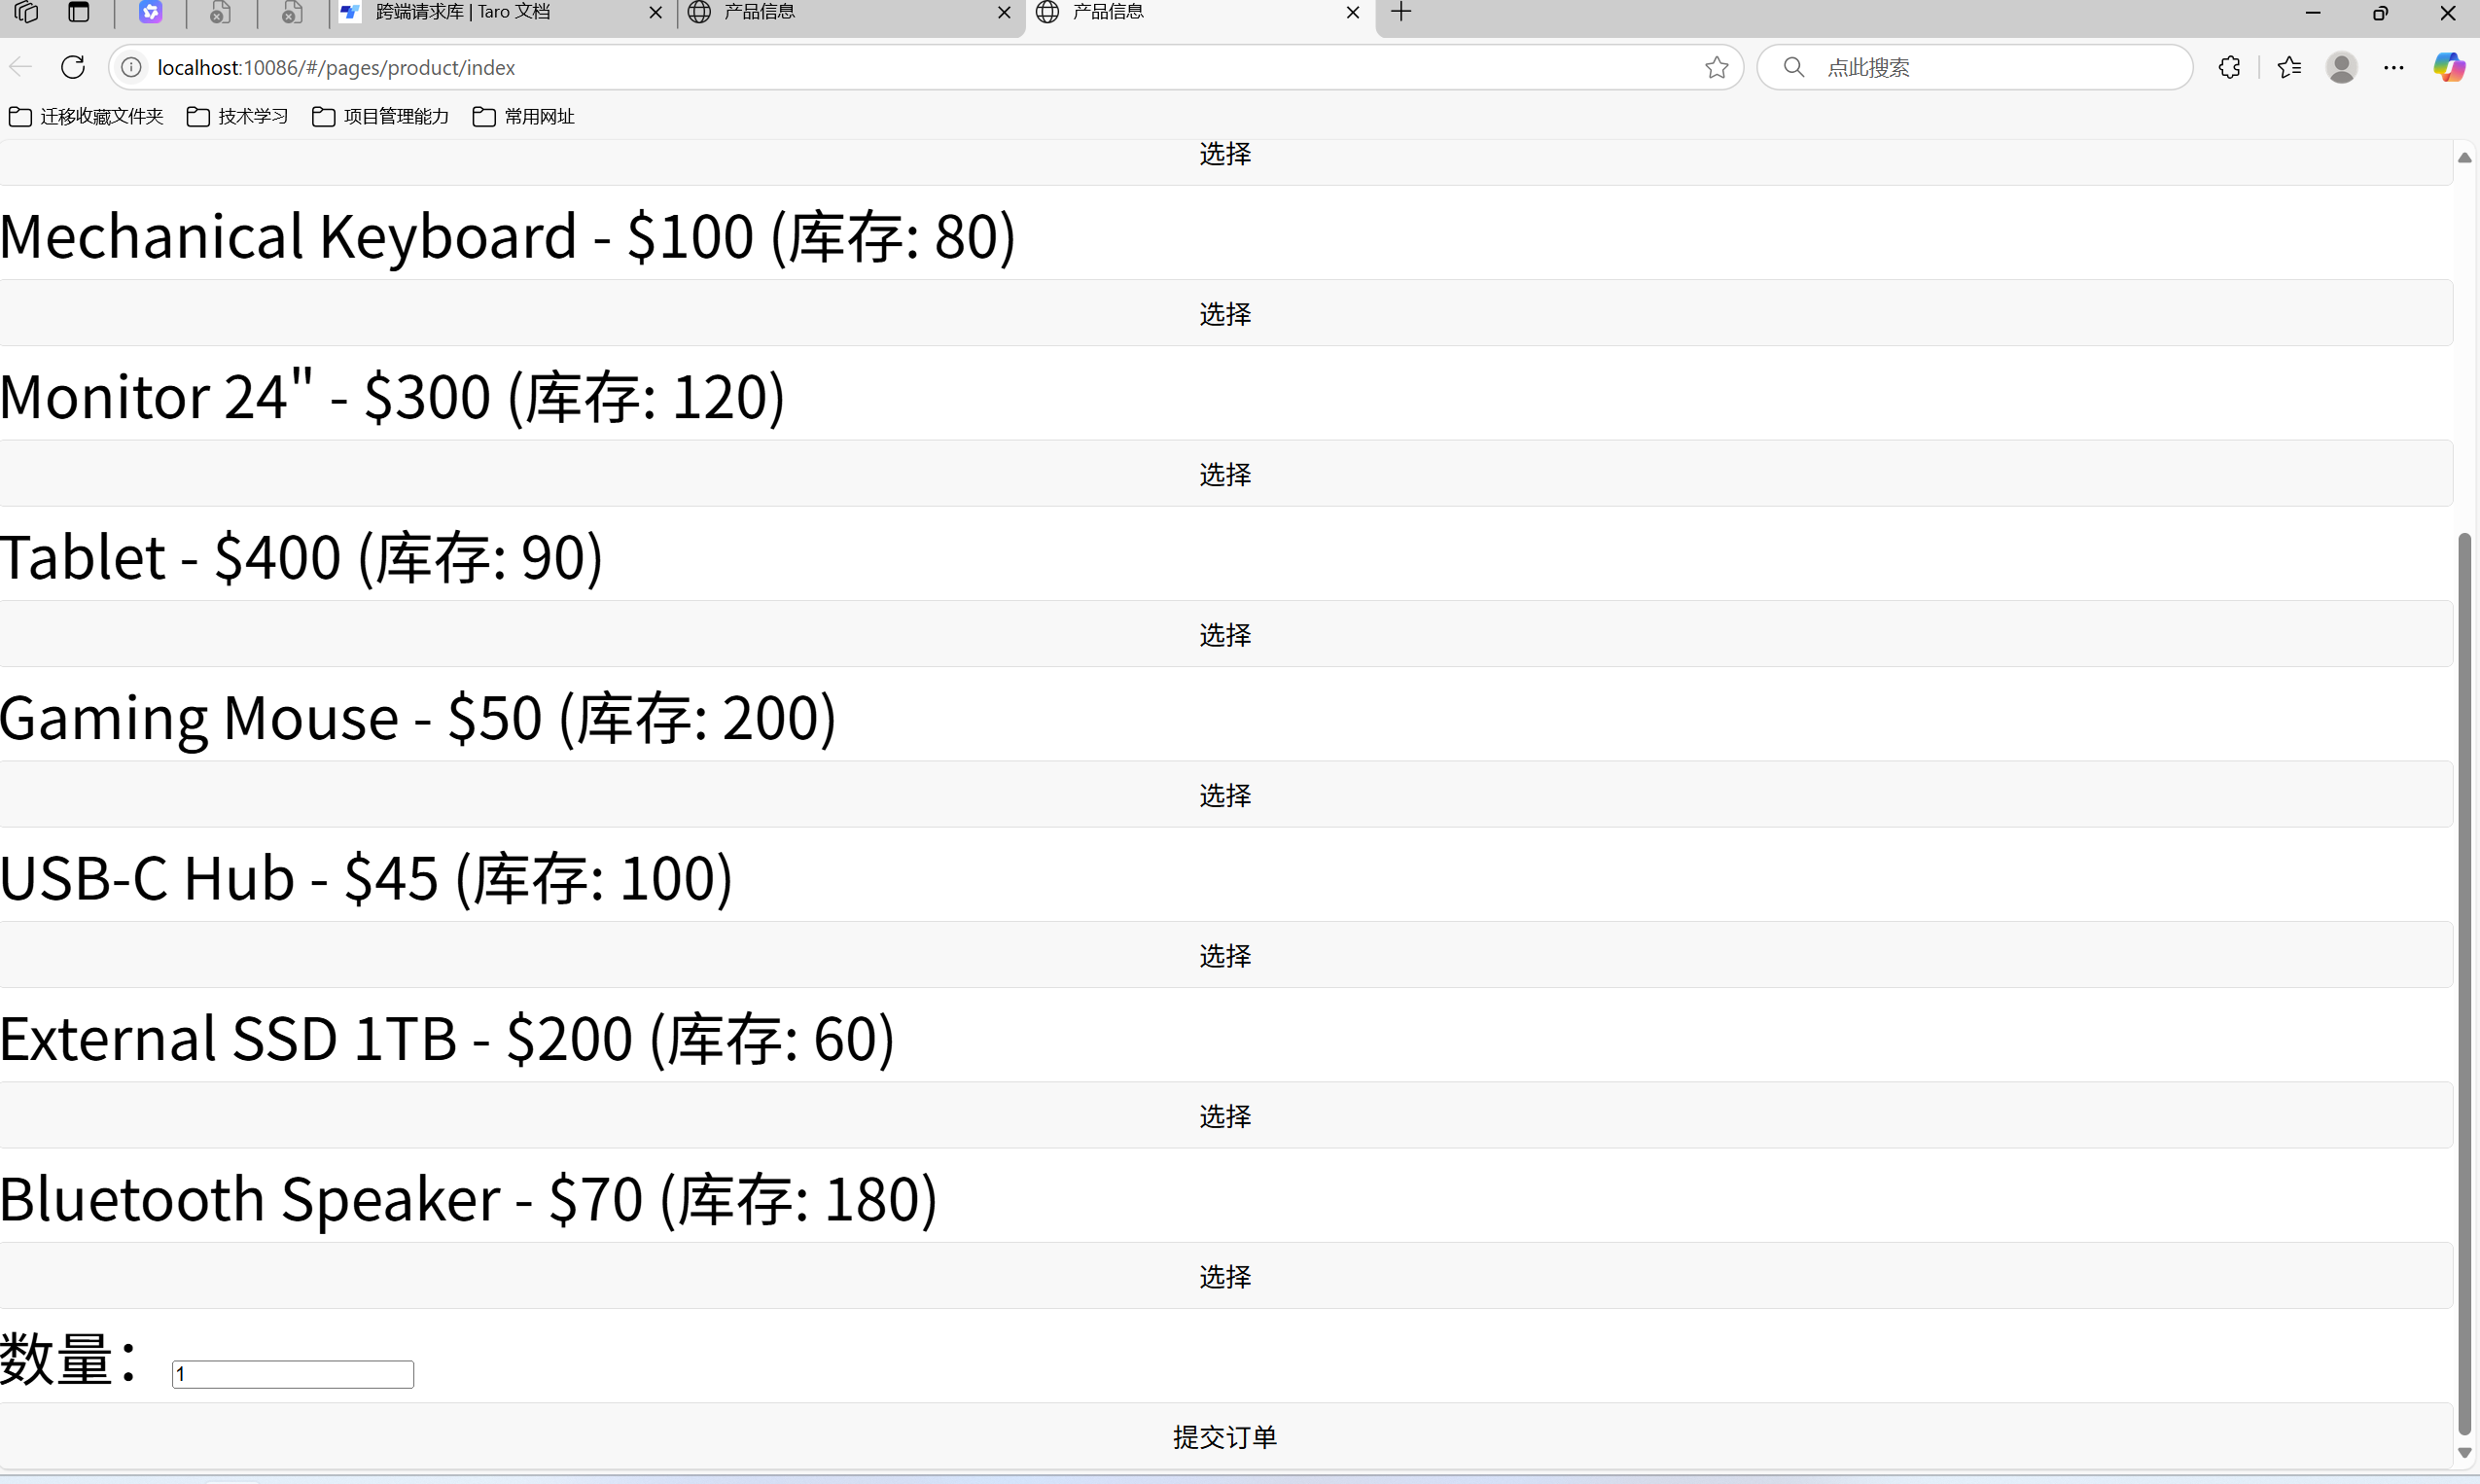 跨端请求库 | Taro 文档
产品信息
产品信息
localhost:10086/#/pages/product/index
点此搜索
迁移收藏文件夹 技术学习 项目管理能力 常用网址
选择
Mechanical Keyboard - $100 (库存: 80)
选择
Monitor 24" - $300 (库存: 120)
选择
Tablet - $400 (库存: 90)
选择
Gaming Mouse - $50 (库存: 200)
选择
USB-C Hub - $45 (库存: 100)
选择
External SSD 1TB - $200 (库存: 60)
选择
Bluetooth Speaker - $70 (库存: 180)
选择
数量： 1
提交订单